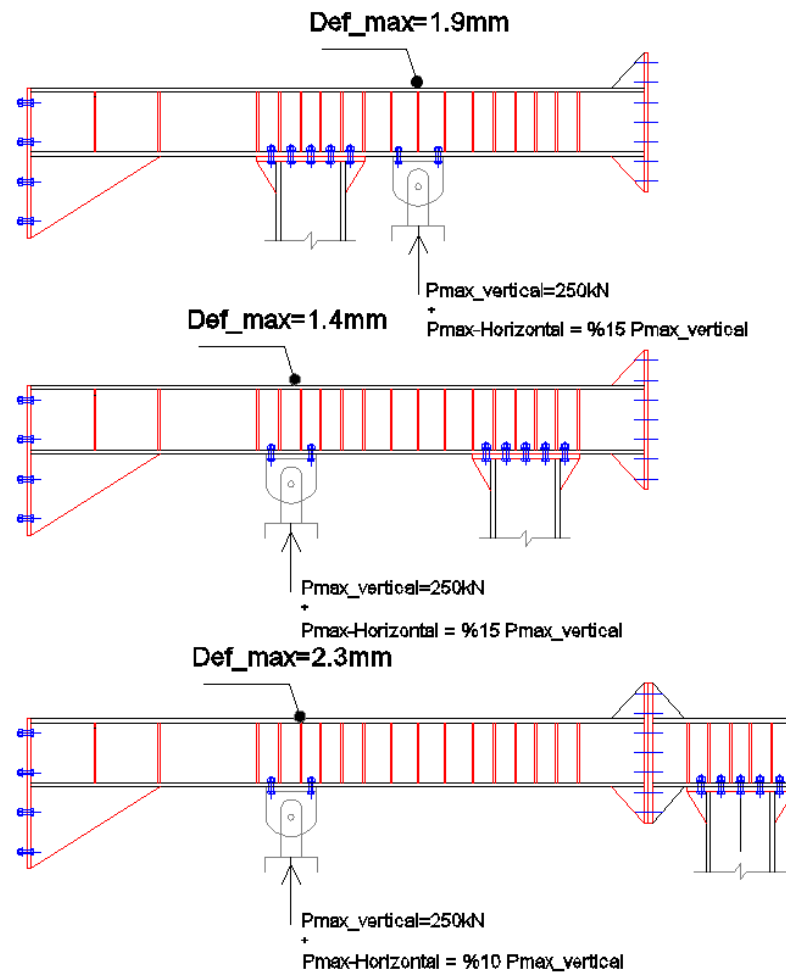 Def_max=1.9mm
Pmax_vertical=250kN
+
Pmax-Horizontal = %15 Pmax_vertical
Def_max=1.4mm
Pmax_vertical=250kN
+
Pmax-Horizontal = %15 Pmax_vertical
Def_max=2.3mm
Pmax_vertical=250kN
+
Pmax-Horizontal = %10 Pmax_vertical